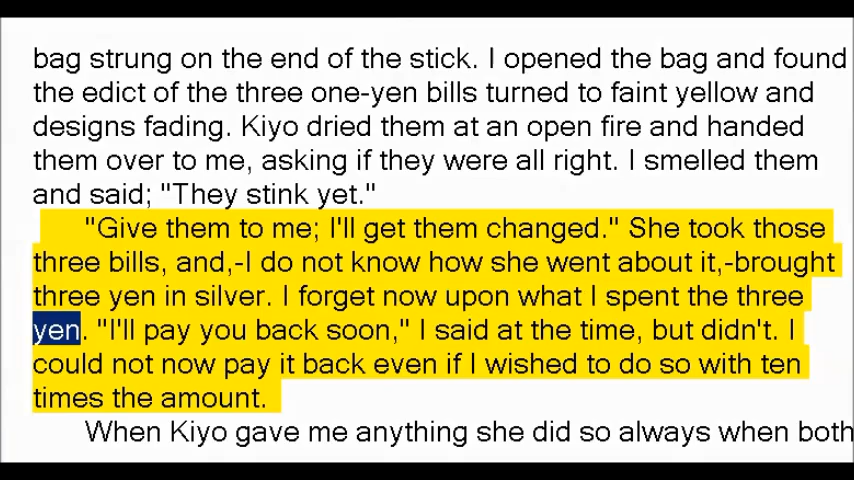 bag strung on the end of the stick. I opened the bag and found
the edict of the three one-yen bills turned to faint yellow and
designs fading. Kiyo dried them at an open fire and handed
them over to me, asking if they were all right. I smelled them
and said; "They stink yet."
"Give them to me; I'll get them changed." She took those
three bills, and,-I do not know how she went about it,-brought
three yen in silver. I forget now upon what I spent the three
yen. "I'll pay you back soon," I said at the time, but didn't. I
could not now pay it back even if I wished to do so with ten
times the amount.
When Kiyo gave me anything she did so always when both